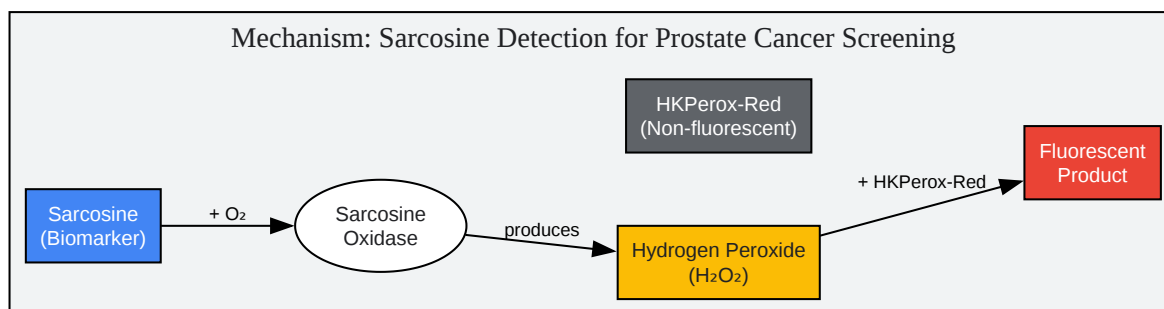 Mechanism: Sarcosine Detection for Prostate Cancer Screening
HKPerox-Red
(Non-fluorescent)
Fluorescent
Product
+ HKPerox-Red
Sarcosine
(Biomarker)
+ O₂
Sarcosine
Oxidase
produces
Hydrogen Peroxide
(H₂O₂)